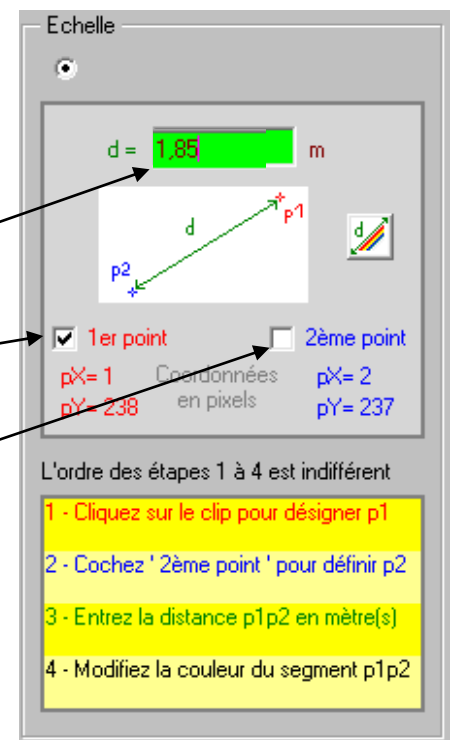 Echelle
d = 1,85 m
d
p1
p2
d
1er point 2ème point
pX= 1 Coordonnées pX= 2
pY= 238 en pixels pY= 237
L'ordre des étapes 1 à 4 est indifférent
1 - Cliquez sur le clip pour désigner p1
2 - Cochez ' 2ème point ' pour définir p2
3 - Entrez la distance p1p2 en mètre(s)
4 - Modifiez la couleur du segment p1p2